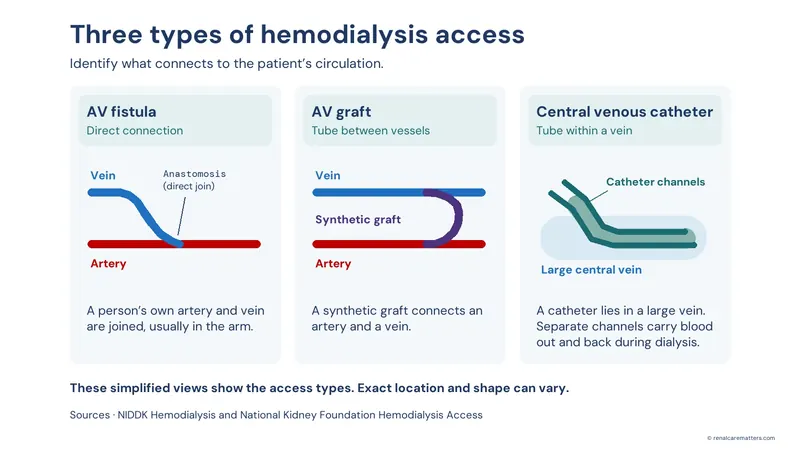 Three types of hemodialysis access
Identify what connects to the patient’s circulation.
AV fistula
Direct connection
Vein
Anastomosis
(direct join)
Artery
A person’s own artery and vein
are joined, usually in the arm.
AV graft
Tube between vessels
Vein
Synthetic graft
Artery
A synthetic graft connects an
artery and a vein.
Central venous catheter
Tube within a vein
Catheter channels
Large central vein
A catheter lies in a large vein.
Separate channels carry blood
out and back during dialysis.
These simplified views show the access types. Exact location and shape can vary.
Sources · NIDDK Hemodialysis and National Kidney Foundation Hemodialysis Access
© renalcarematters.com